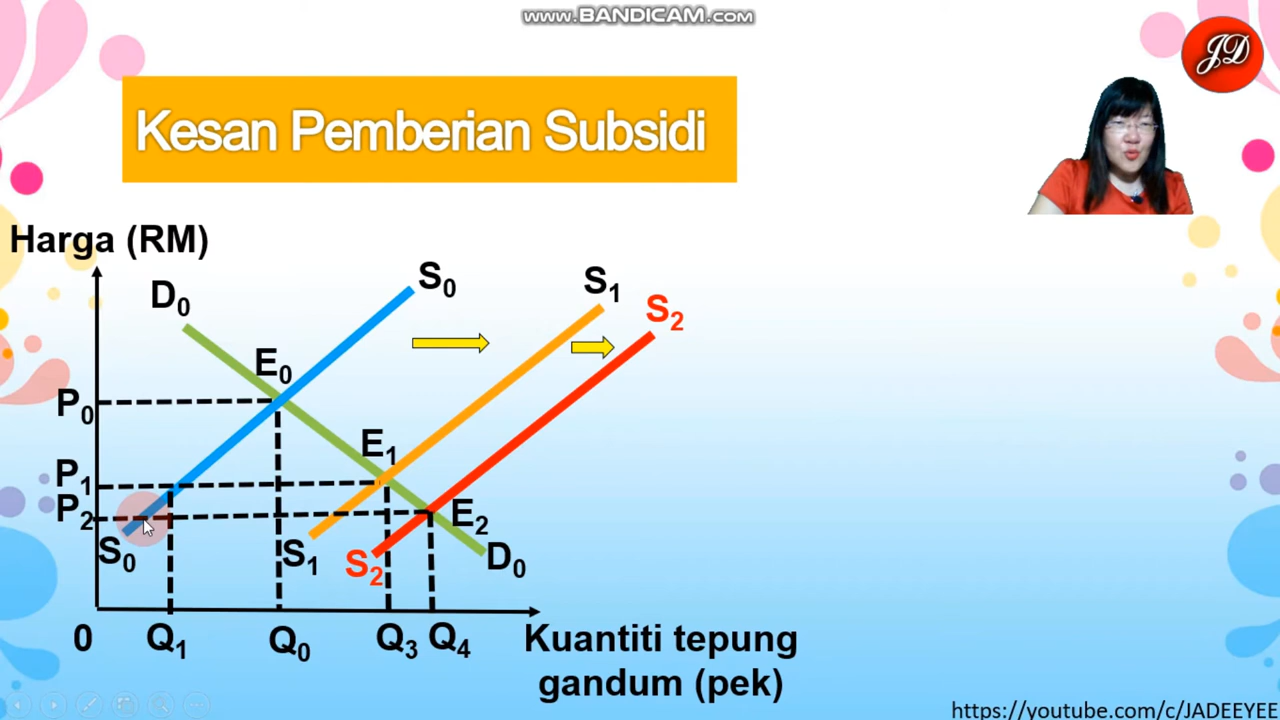 www.BANDICAM.com
JD
Kesan Pemberian Subsidi
Harga (RM)
D₀
S₀
S₁
S₂
E₀
P₀
E₁
P₁
P₂
E₂
S₀
S₁
S₂
D₀
0
Q₁
Q₀
Q₃
Q₄
Kuantiti tepung
gandum (pek)
https://youtube.com/c/JADEEYEE